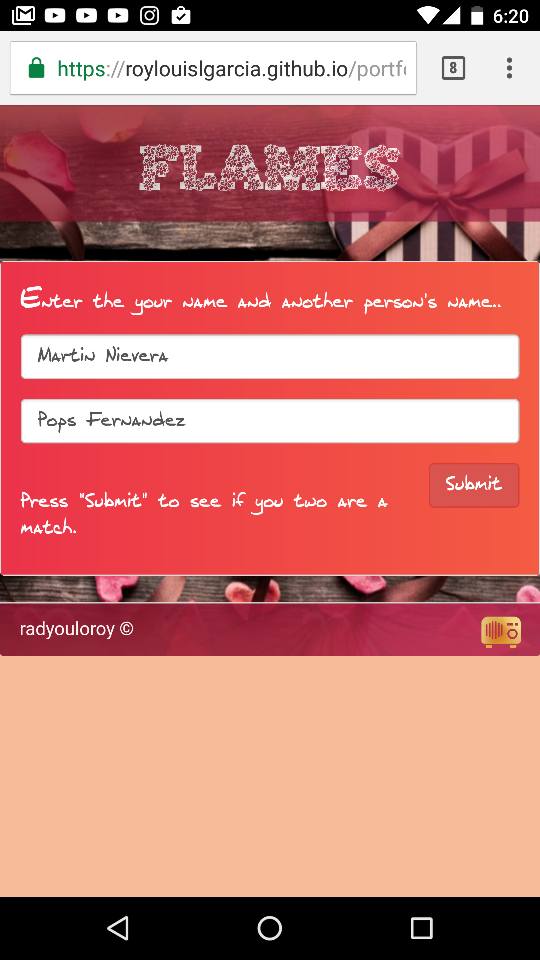 6:20
https://roylouislgarcia.github.io/portf
8
FLAMES
Enter the your name and another person's name..
Martin Nievera
Pops Fernandez
Submit
Press "Submit" to see if you two are a
match.
radyouloroy ©